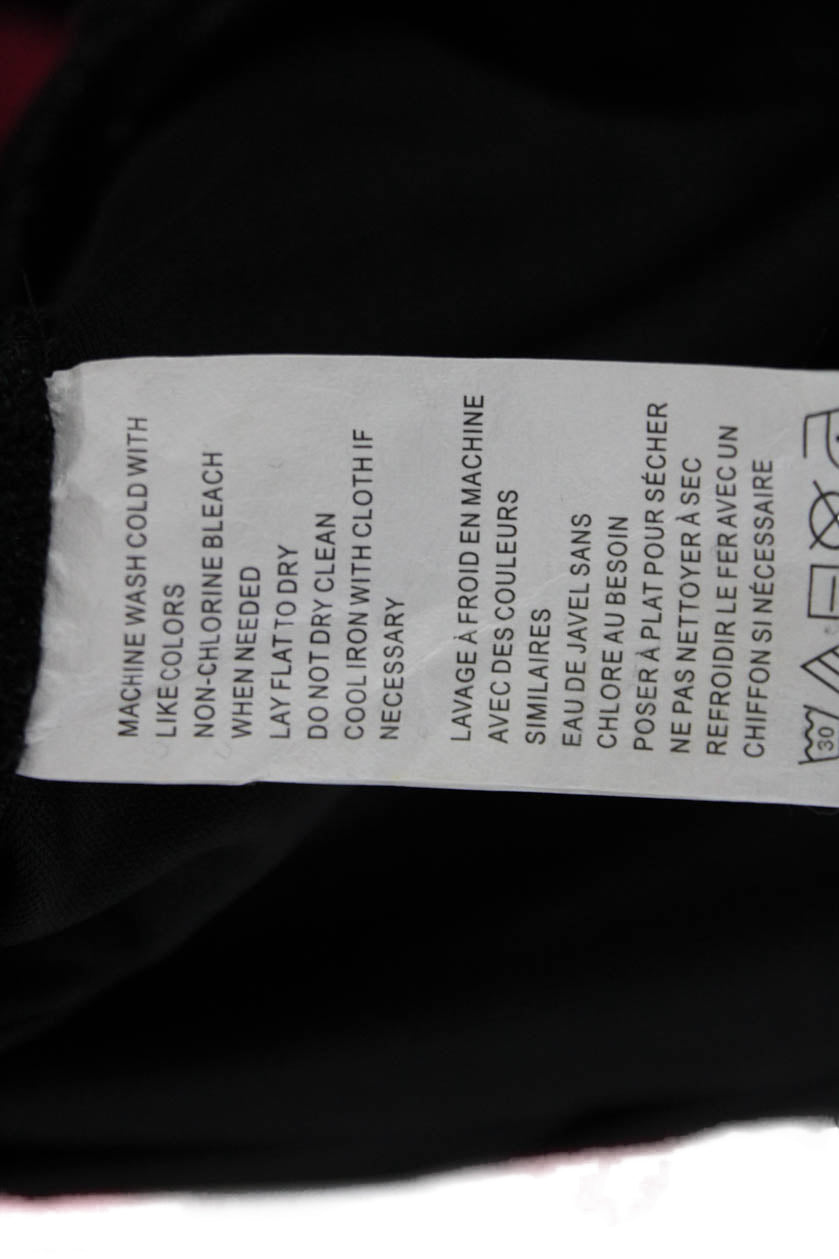 MACHINE WASH COLD WITH
LIKE COLORS
NON-CHLORINE BLEACH
WHEN NEEDED
LAY FLAT TO DRY
DO NOT DRY CLEAN
COOL IRON WITH CLOTH IF
NECESSARY
LAVAGE À FROID EN MACHINE
AVEC DES COULEURS
SIMILAIRES
EAU DE JAVEL SANS
CHLORE AU BESOIN
POSER À PLAT POUR SÉCHER
NE PAS NETTOYER À SEC
REFROIDIR LE FER AVEC UN
CHIFFON SI NÉCESSAIRE
30